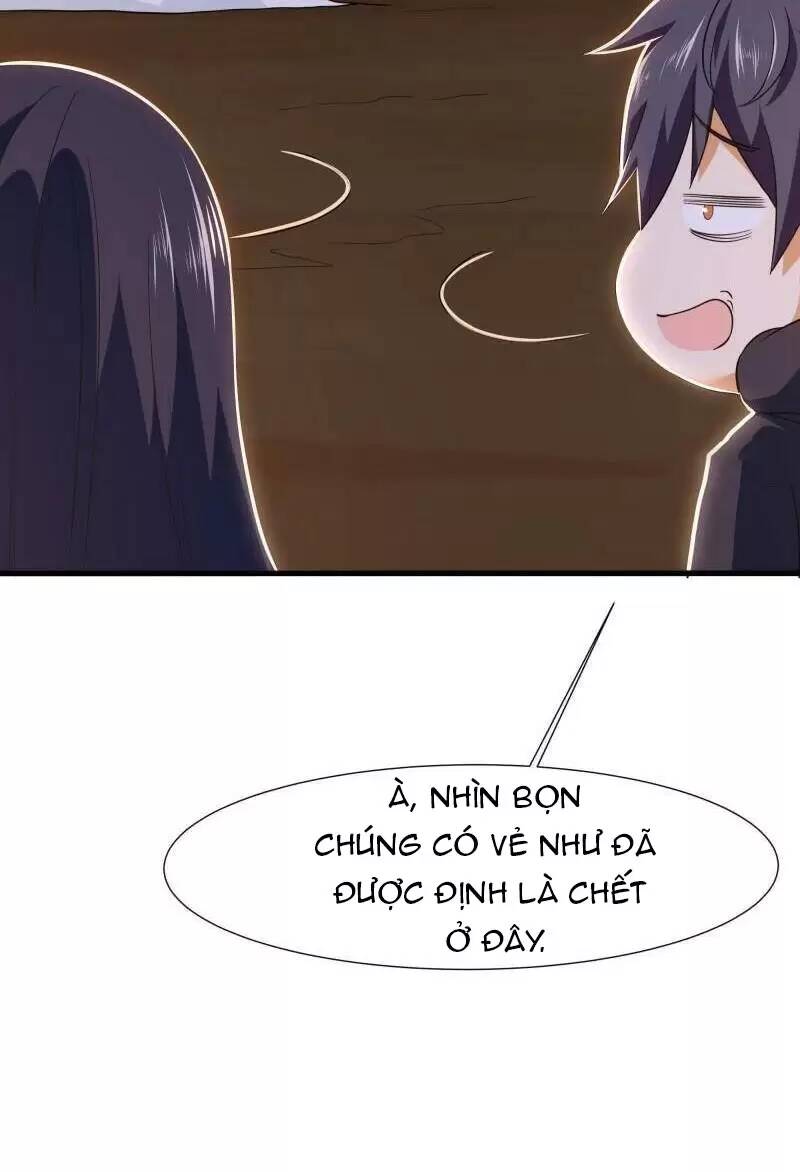 À, NHÌN BỌN
CHÚNG CÓ VẺ NHƯ ĐÃ
ĐƯỢC ĐỊNH LÀ CHẾT
Ở ĐÂY.